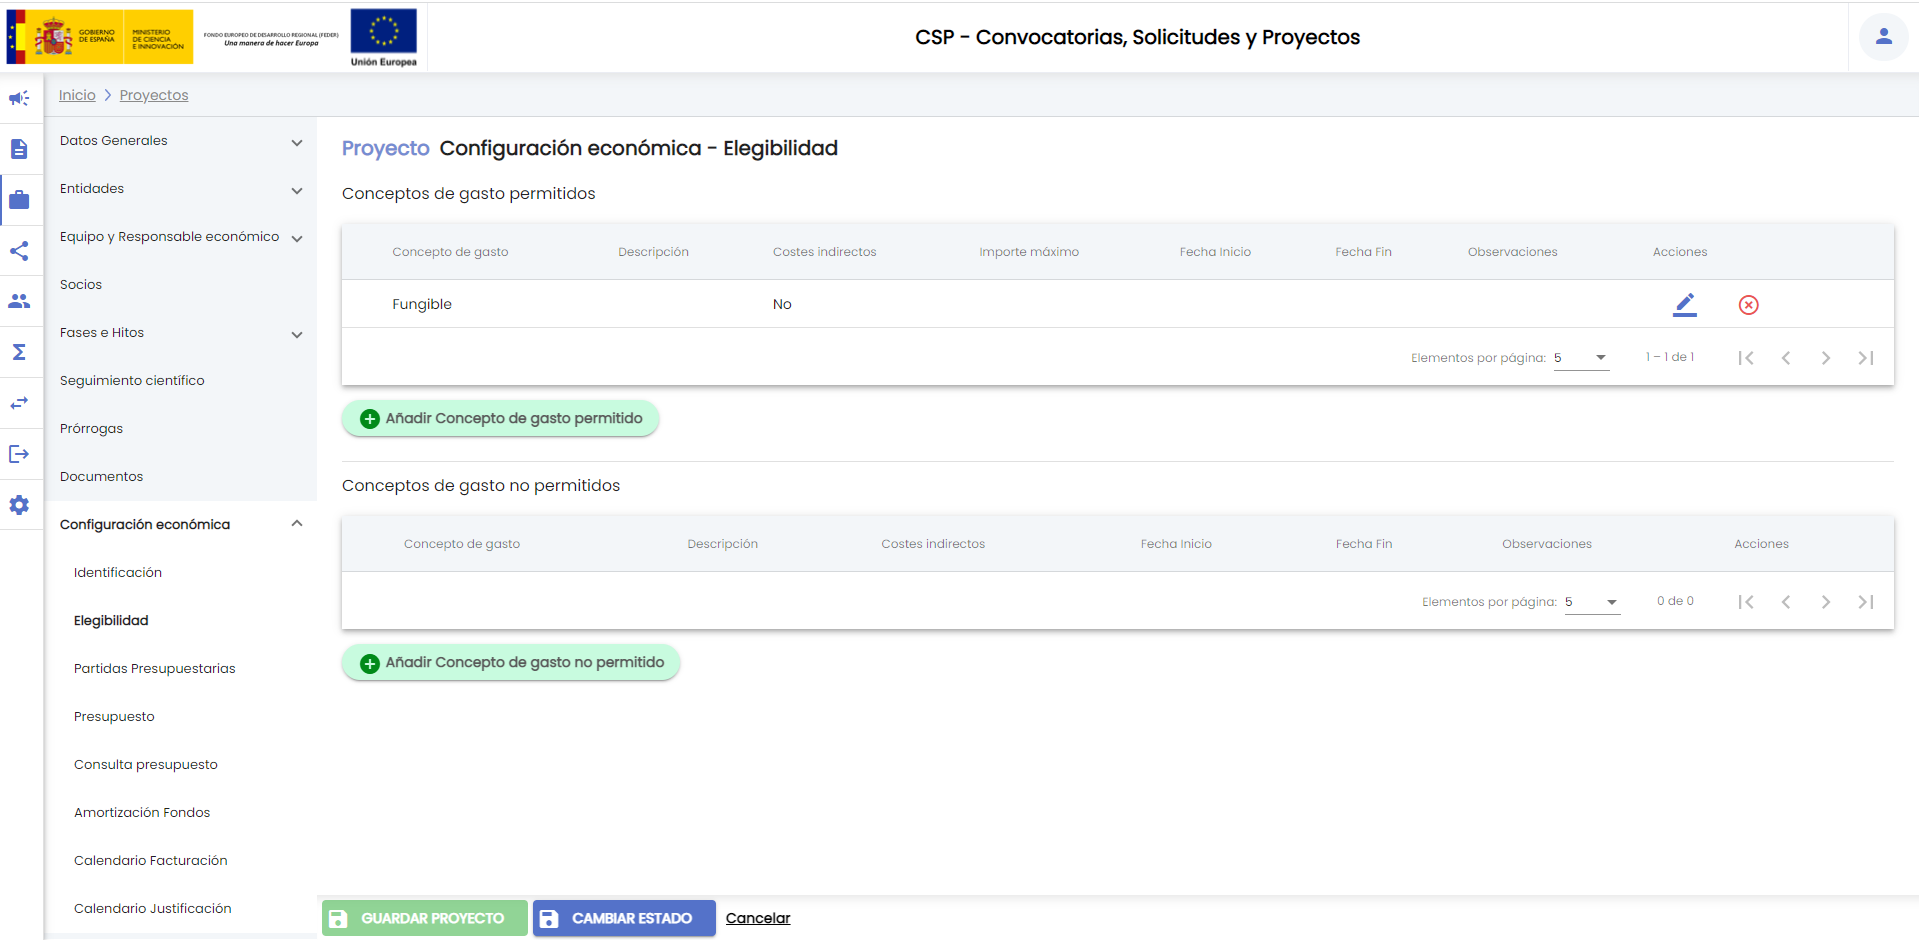 GOBIERNO
DE ESPAÑA
MINISTERIO
DE CIENCIA
E INNOVACIÓN
FONDO EUROPEO DE DESARROLLO REGIONAL (FEDER)
Una manera de hacer Europa
Unión Europea
CSP - Convocatorias, Solicitudes y Proyectos
Inicio > Proyectos
Datos Generales
Entidades
Equipo y Responsable económico
Socios
Fases e Hitos
Seguimiento científico
Prórrogas
Documentos
Configuración económica
Identificación
Elegibilidad
Partidas Presupuestarias
Presupuesto
Consulta presupuesto
Amortización Fondos
Calendario Facturación
Calendario Justificación
Proyecto Configuración económica - Elegibilidad
Conceptos de gasto permitidos
Concepto de gasto Descripción Costes indirectos Importe máximo Fecha Inicio Fecha Fin Observaciones Acciones
Fungible No
Elementos por página: 5 1 – 1 de 1
Añadir Concepto de gasto permitido
Conceptos de gasto no permitidos
Concepto de gasto Descripción Costes indirectos Fecha Inicio Fecha Fin Observaciones Acciones
Elementos por página: 5 0 de 0
Añadir Concepto de gasto no permitido
GUARDAR PROYECTO CAMBIAR ESTADO Cancelar